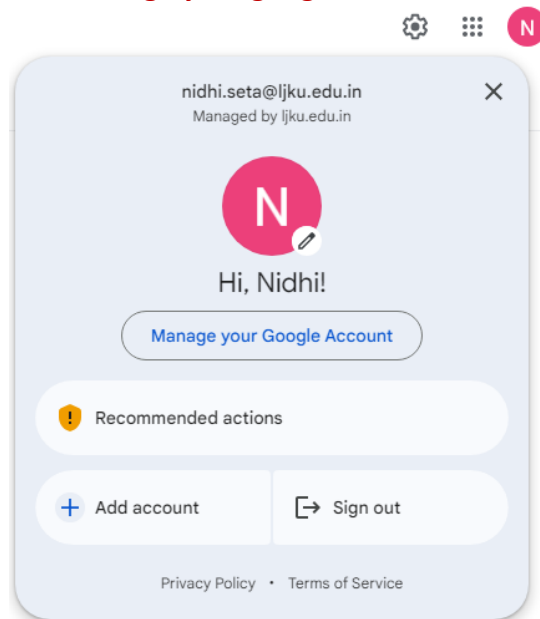 N
nidhi.seta@ljku.edu.in
Managed by ljku.edu.in
N
Hi, Nidhi!
Manage your Google Account
Recommended actions
Add account
Sign out
Privacy Policy • Terms of Service